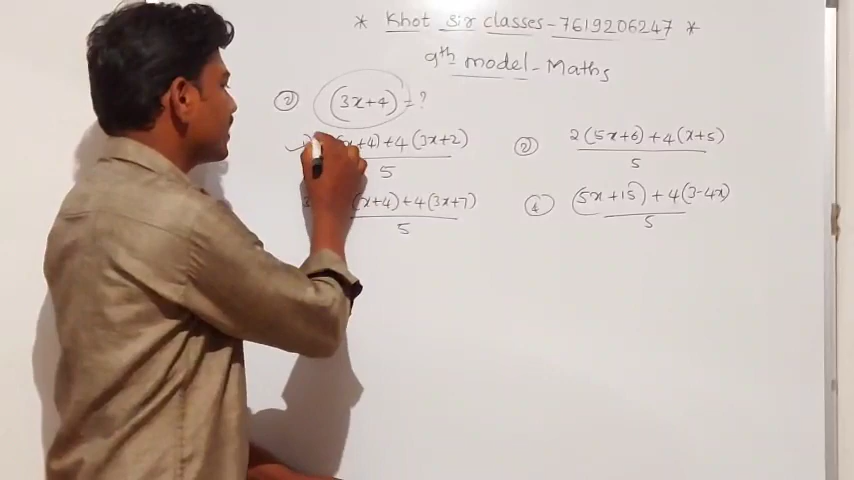 * Khot sir classes - 7619206247 *
9th model - Maths
② (3x+4) = ?
+4)+4(3x+2) / 5
② 2(5x+6)+4(x+5) / 5
(x+4)+4(3x+7) / 5
④ (5x+15)+4(3-4x) / 5